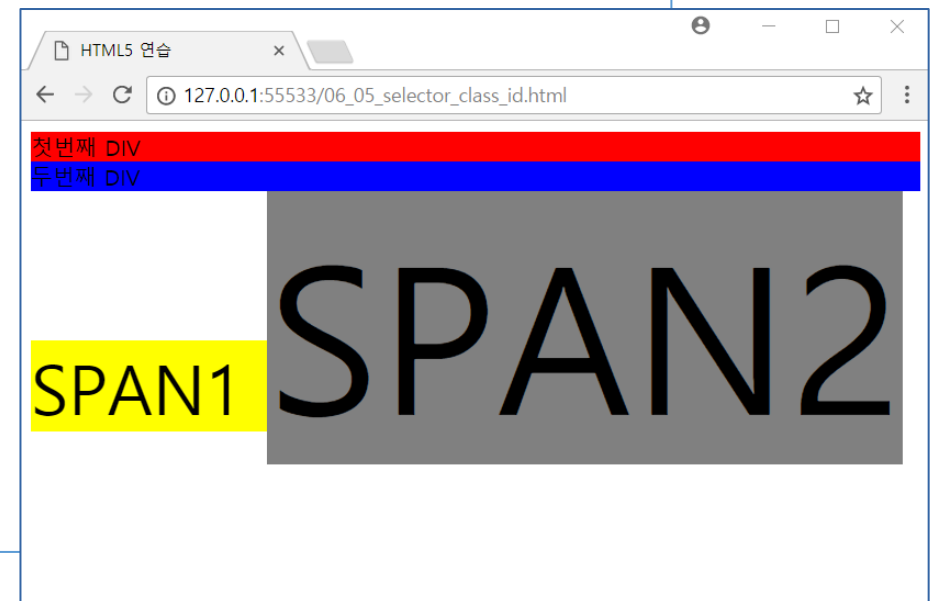 HTML5 연습
127.0.0.1:55533/06_05_selector_class_id.html
첫번째 DIV
두번째 DIV
SPAN1 SPAN2